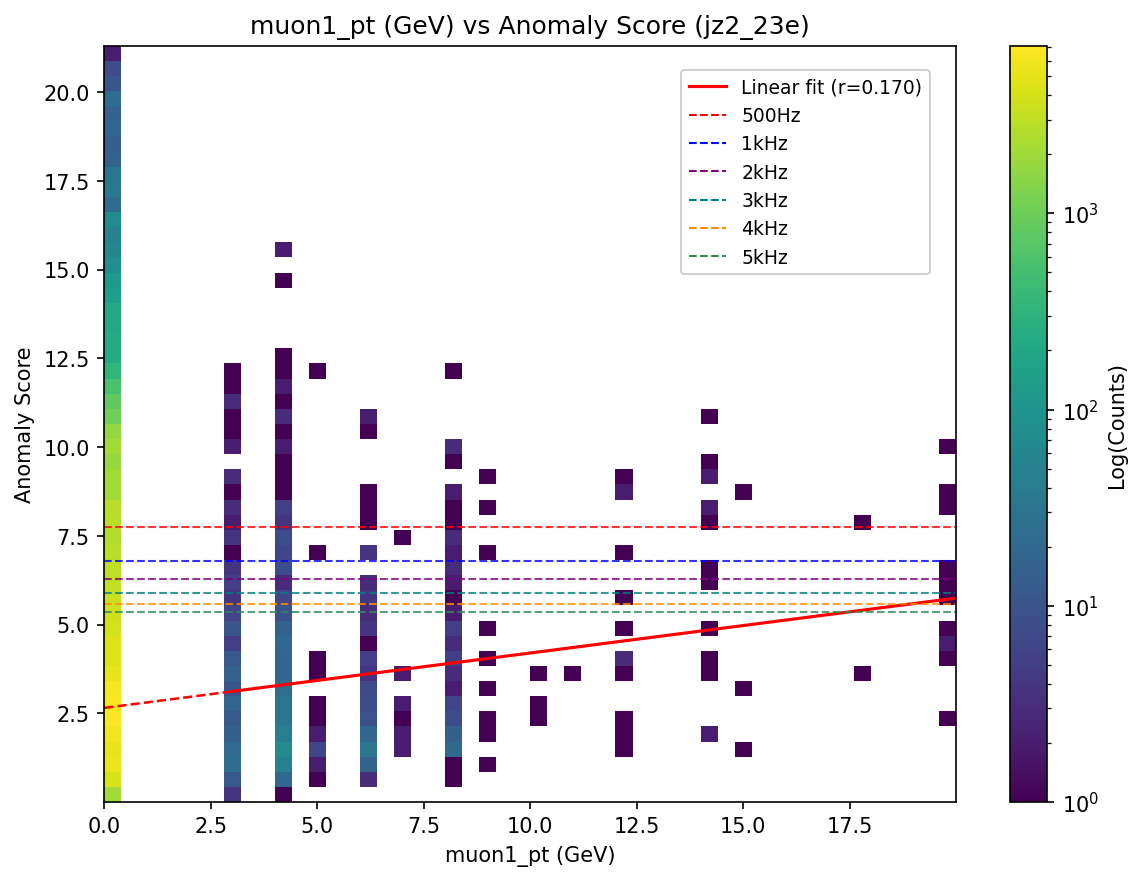 muon1_pt (GeV) vs Anomaly Score (jz2_23e)
Linear fit (r=0.170)
500Hz
1kHz
2kHz
3kHz
4kHz
5kHz
Anomaly Score
20.0
17.5
15.0
12.5
10.0
7.5
5.0
2.5
0.0 2.5 5.0 7.5 10.0 12.5 15.0 17.5
muon1_pt (GeV)
10³
10²
10¹
10⁰
Log(Counts)